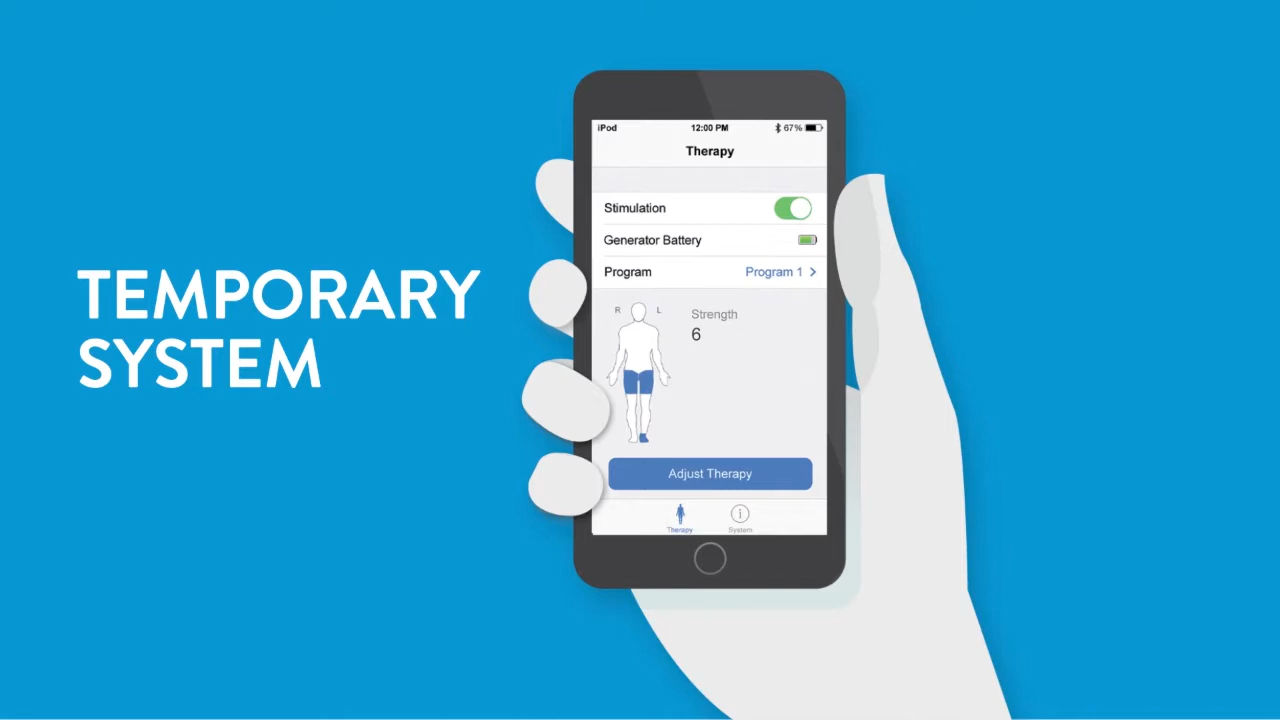 TEMPORARY
SYSTEM
iPod 12:00 PM 67%
Therapy
Stimulation
Generator Battery
Program Program 1 >
R L Strength
6
Adjust Therapy
Therapy System